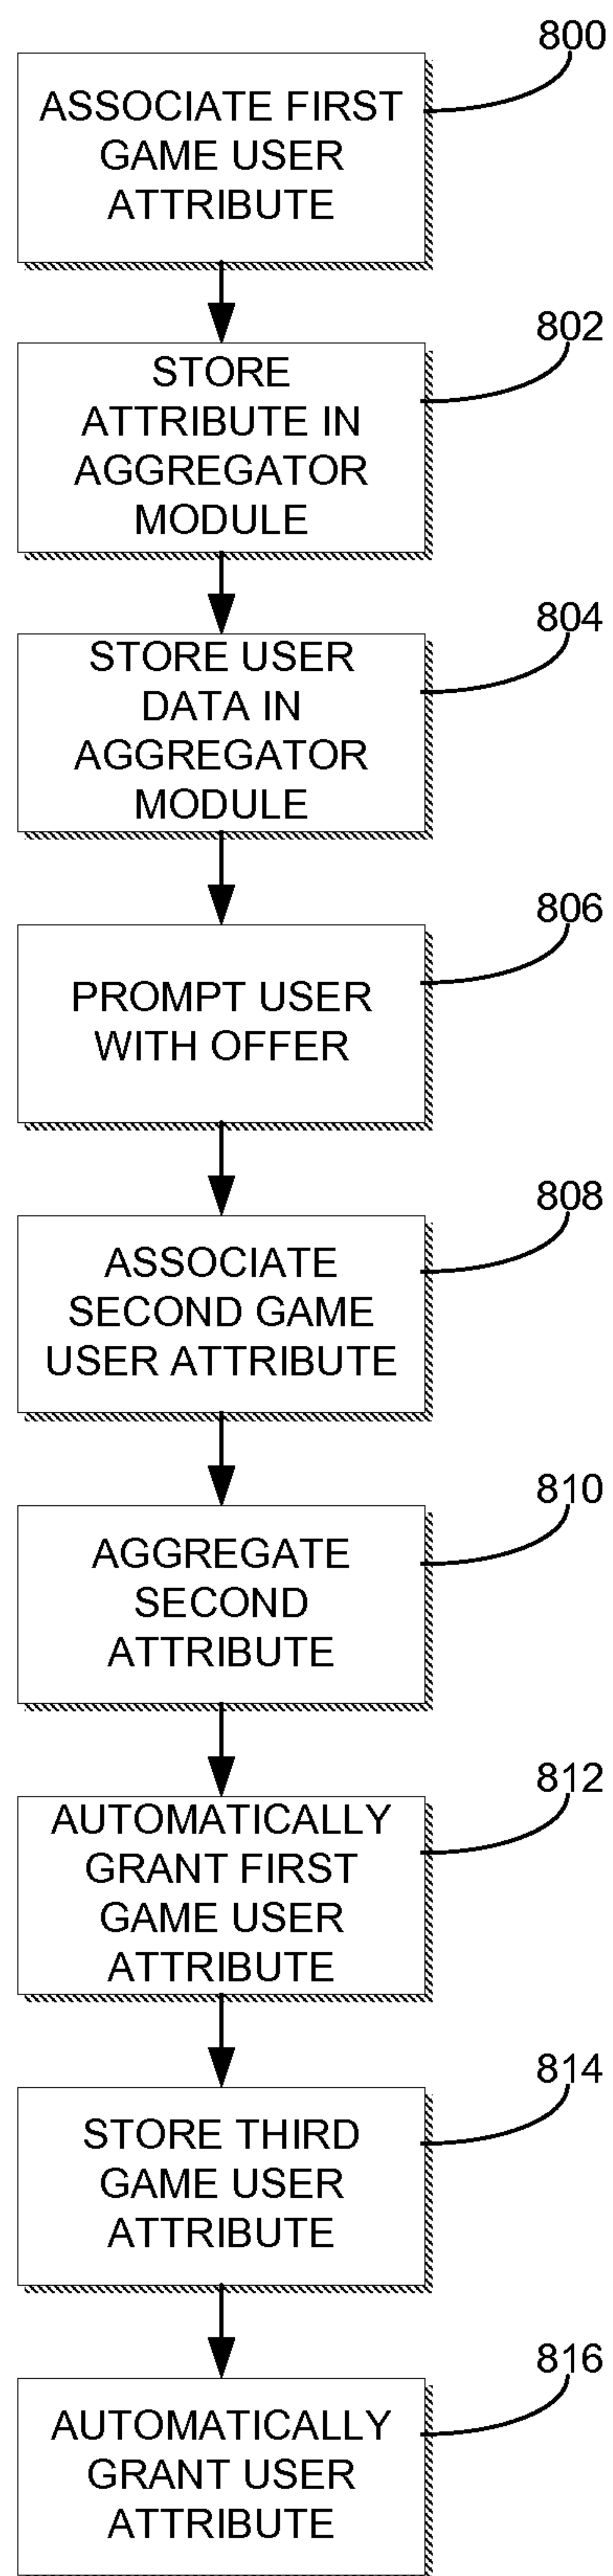 800
ASSOCIATE FIRST
GAME USER
ATTRIBUTE
802
STORE
ATTRIBUTE IN
AGGREGATOR
MODULE
804
STORE USER
DATA IN
AGGREGATOR
MODULE
806
PROMPT USER
WITH OFFER
808
ASSOCIATE
SECOND GAME
USER ATTRIBUTE
810
AGGREGATE
SECOND
ATTRIBUTE
812
AUTOMATICALLY
GRANT FIRST
GAME USER
ATTRIBUTE
814
STORE THIRD
GAME USER
ATTRIBUTE
816
AUTOMATICALLY
GRANT USER
ATTRIBUTE